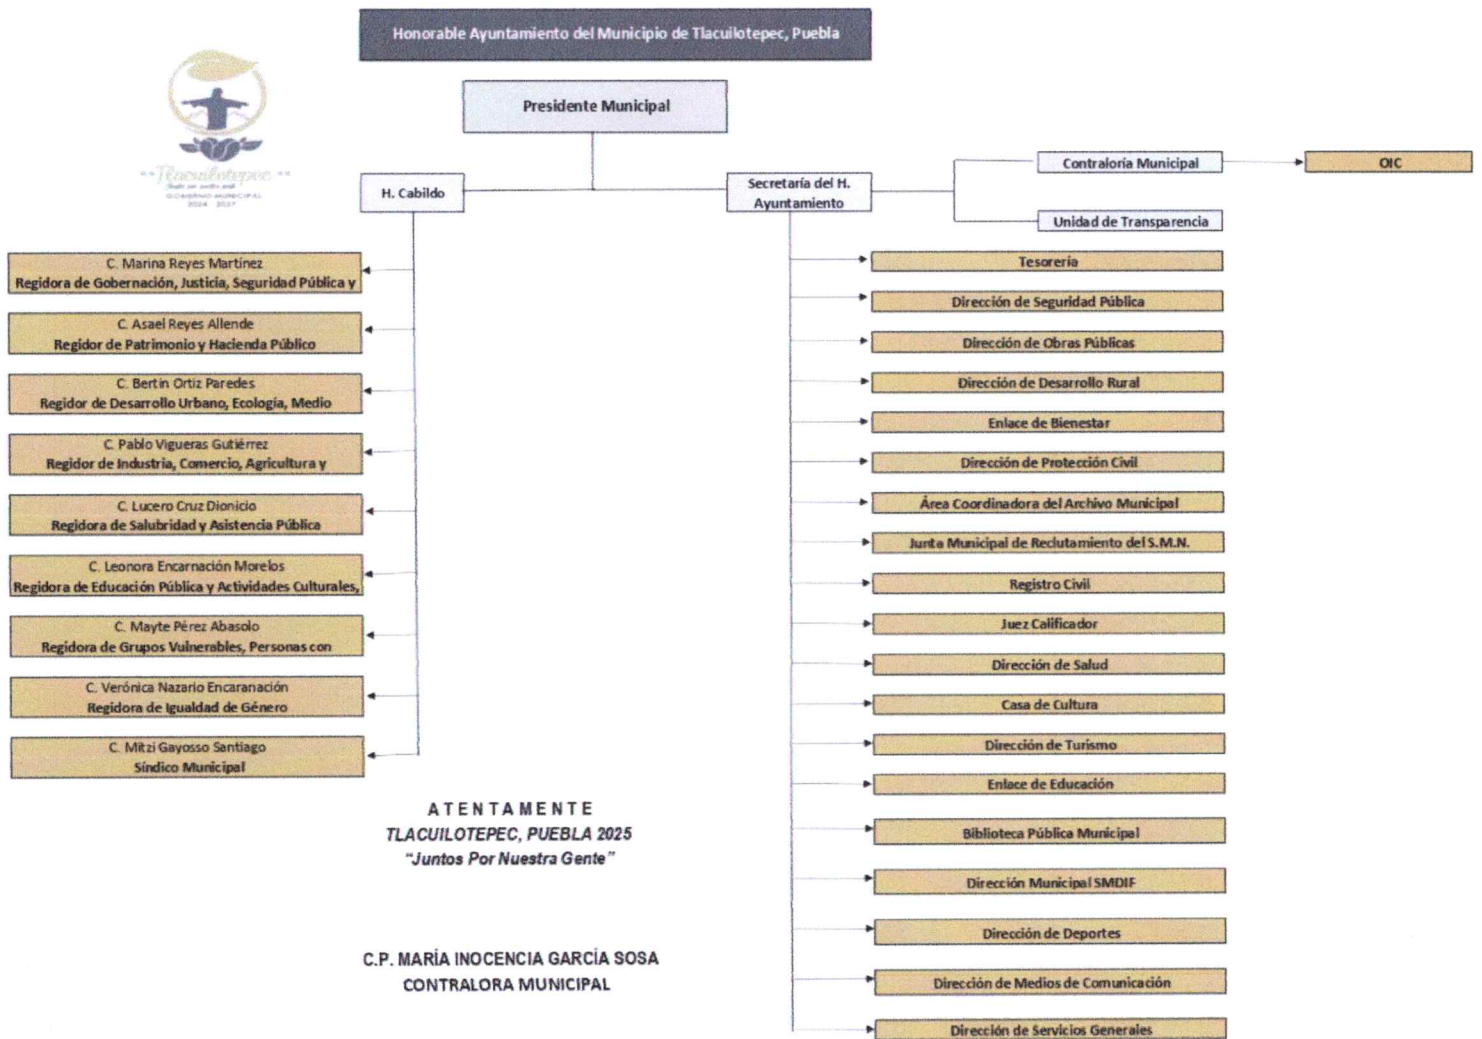 Honorable Ayuntamiento del Municipio de Tlacuilotepec, Puebla
Presidente Municipal
Tlacuilotepec
GOBIERNO MUNICIPAL
2024 - 2027
H. Cabildo
Secretaría del H.
Ayuntamiento
Contraloría Municipal
OIC
Unidad de Transparencia
C. Marina Reyes Martínez
Regidora de Gobernación, Justicia, Seguridad Pública y
C. Asael Reyes Allende
Regidor de Patrimonio y Hacienda Público
C. Bertín Ortiz Paredes
Regidor de Desarrollo Urbano, Ecología, Medio
C. Pablo Vigueras Gutiérrez
Regidor de Industria, Comercio, Agricultura y
C. Lucero Cruz Dionicio
Regidora de Salubridad y Asistencia Pública
C. Leonora Encarnación Morelos
Regidora de Educación Pública y Actividades Culturales,
C. Mayte Pérez Abasolo
Regidora de Grupos Vulnerables, Personas con
C. Verónica Nazario Encaranación
Regidora de Igualdad de Género
C. Mitzi Gayosso Santiago
Síndico Municipal
Tesorería
Dirección de Seguridad Pública
Dirección de Obras Públicas
Dirección de Desarrollo Rural
Enlace de Bienestar
Dirección de Protección Civil
Área Coordinadora del Archivo Municipal
Junta Municipal de Reclutamiento del S.M.N.
Registro Civil
Juez Calificador
Dirección de Salud
Casa de Cultura
Dirección de Turismo
Enlace de Educación
Biblioteca Pública Municipal
Dirección Municipal SMDIF
Dirección de Deportes
Dirección de Medios de Comunicación
Dirección de Servicios Generales
A T E N T A M E N T E
TLACUILOTEPEC, PUEBLA 2025
"Juntos Por Nuestra Gente"
C.P. MARÍA INOCENCIA GARCÍA SOSA
CONTRALORA MUNICIPAL